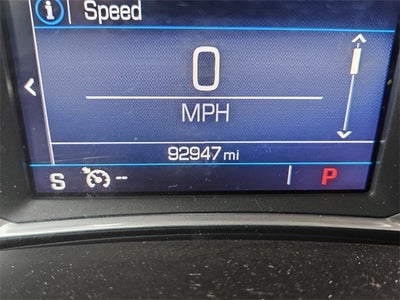 i Speed
0
MPH
92947 mi
S -- P